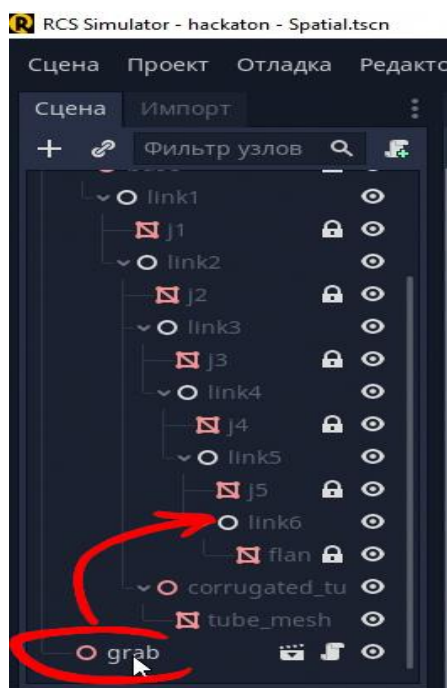 RCS Simulator - hackaton - Spatial.tscn
Сцена Проект Отладка Редакто
Сцена Импорт
Фильтр узлов
link1
j1
link2
j2
link3
j3
link4
j4
link5
j5
link6
flan
corrugated_tu
tube_mesh
grab